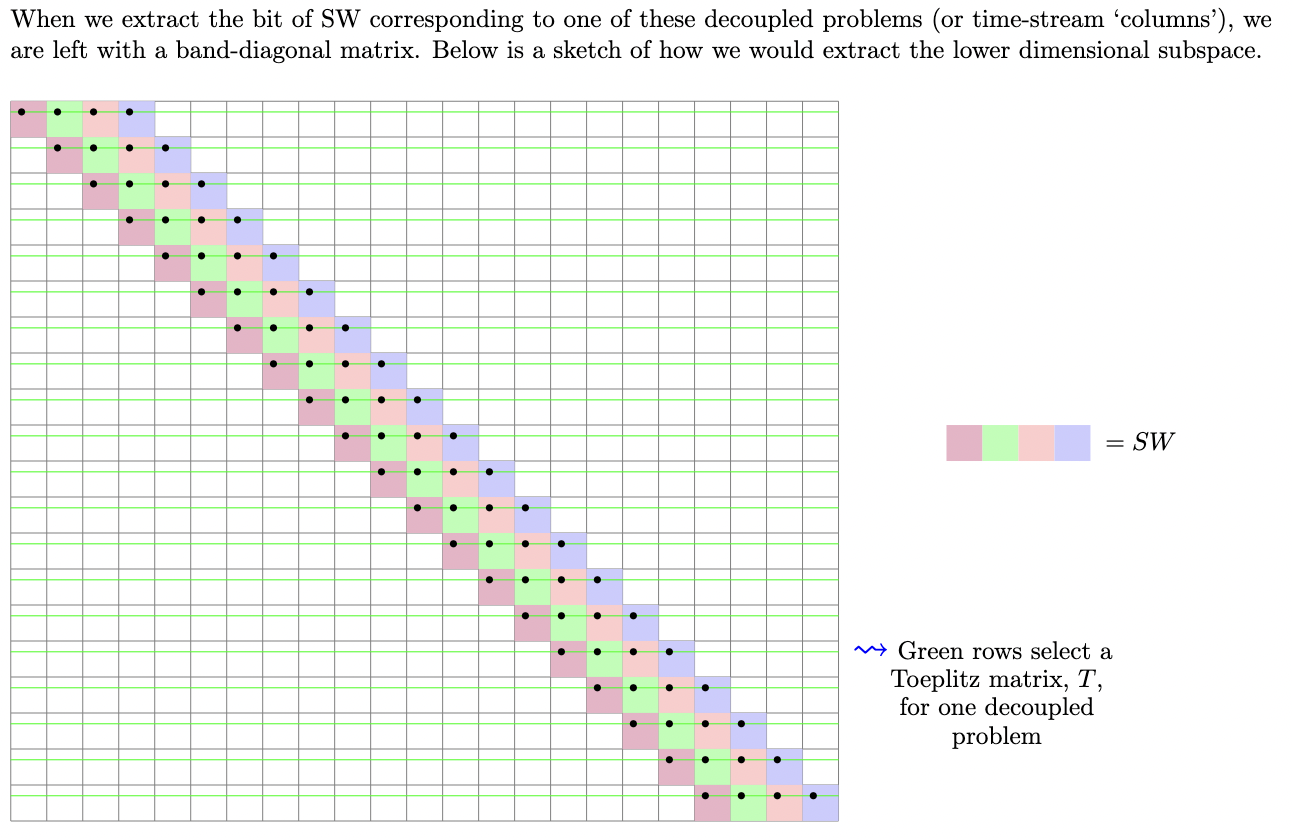 When we extract the bit of SW corresponding to one of these decoupled problems (or time-stream ‘columns’), we
are left with a band-diagonal matrix. Below is a sketch of how we would extract the lower dimensional subspace.
= SW
⇝ Green rows select a
Toeplitz matrix, T,
for one decoupled
problem